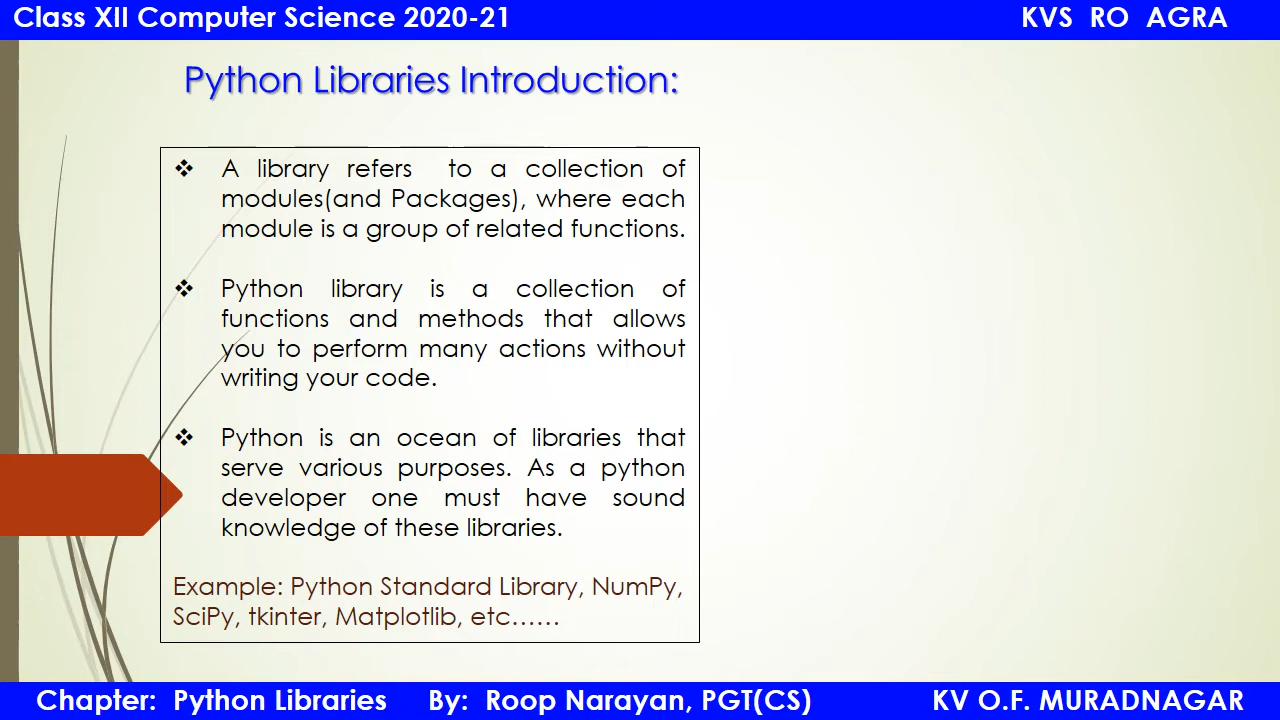 Class XII Computer Science 2020-21 KVS RO AGRA
Python Libraries Introduction:
❖ A library refers to a collection of
modules(and Packages), where each
module is a group of related functions.
❖ Python library is a collection of
functions and methods that allows
you to perform many actions without
writing your code.
❖ Python is an ocean of libraries that
serve various purposes. As a python
developer one must have sound
knowledge of these libraries.
Example: Python Standard Library, NumPy,
SciPy, tkinter, Matplotlib, etc……
Chapter: Python Libraries By: Roop Narayan, PGT(CS) KV O.F. MURADNAGAR